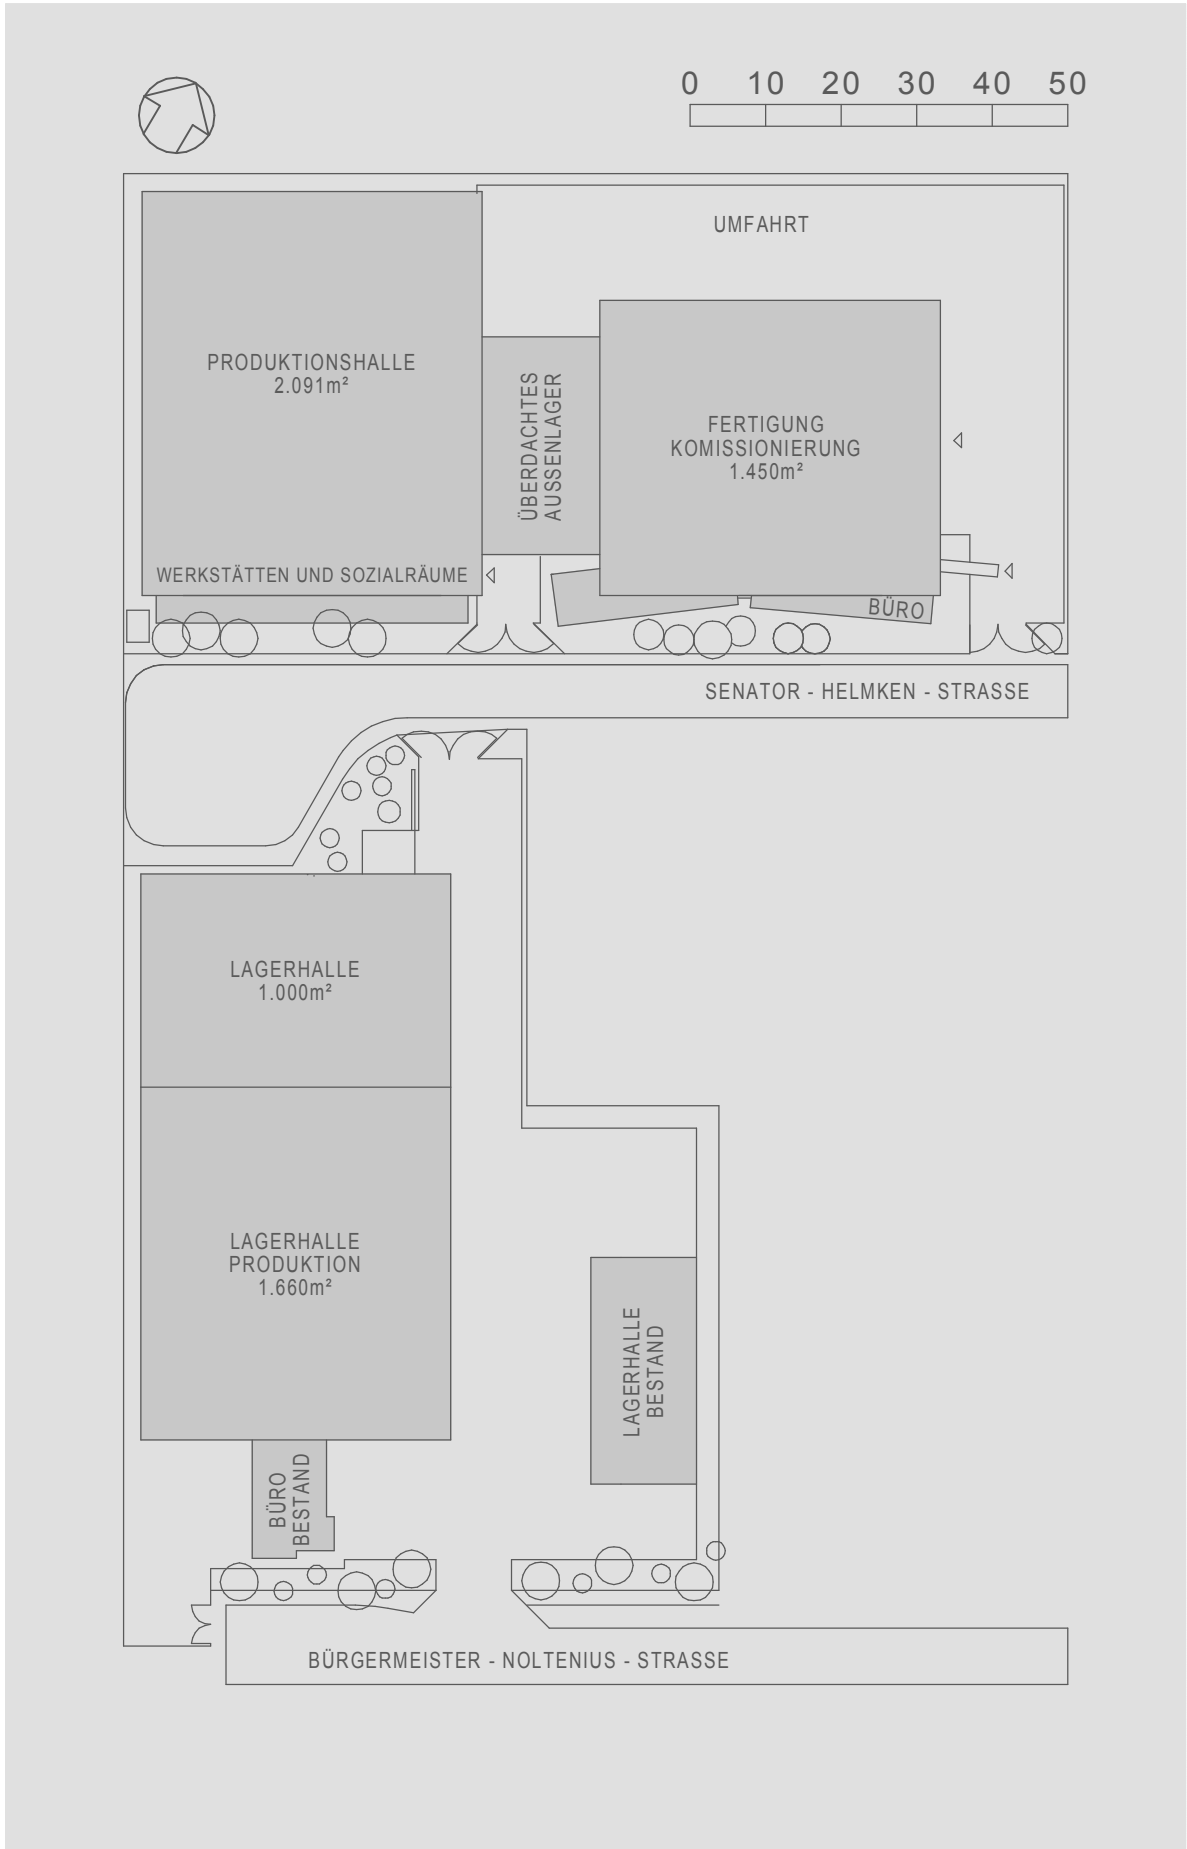 0 10 20 30 40 50
UMFAHRT
PRODUKTIONSHALLE
2.091m²
ÜBERDACHTES
AUSSENLAGER
FERTIGUNG
KOMISSIONIERUNG
1.450m²
WERKSTÄTTEN UND SOZIALRÄUME
BÜRO
SENATOR - HELMKEN - STRASSE
LAGERHALLE
1.000m²
LAGERHALLE
PRODUKTION
1.660m²
LAGERHALLE
BESTAND
BÜRO
BESTAND
BÜRGERMEISTER - NOLTENIUS - STRASSE